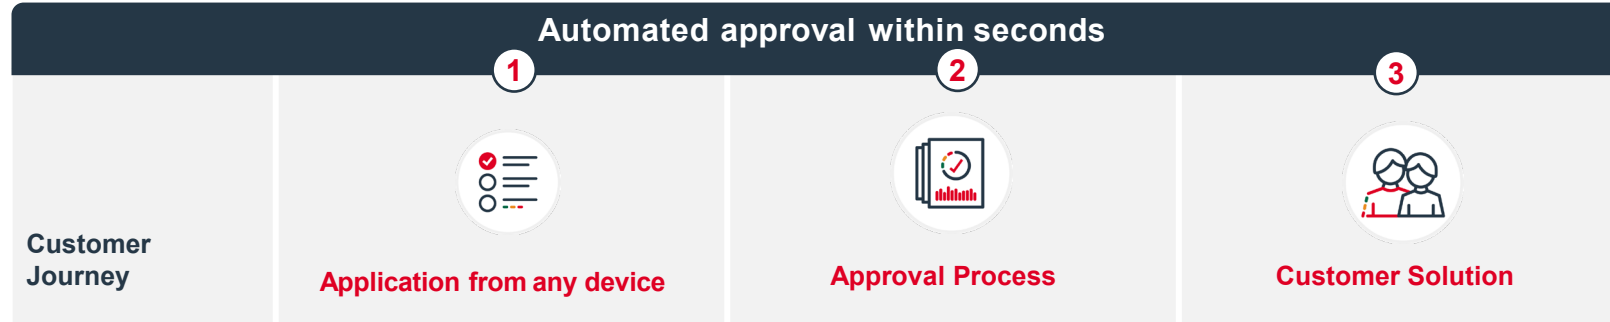 Automated approval within seconds
1
2
3
Customer
Journey
Application from any device
Approval Process
Customer Solution